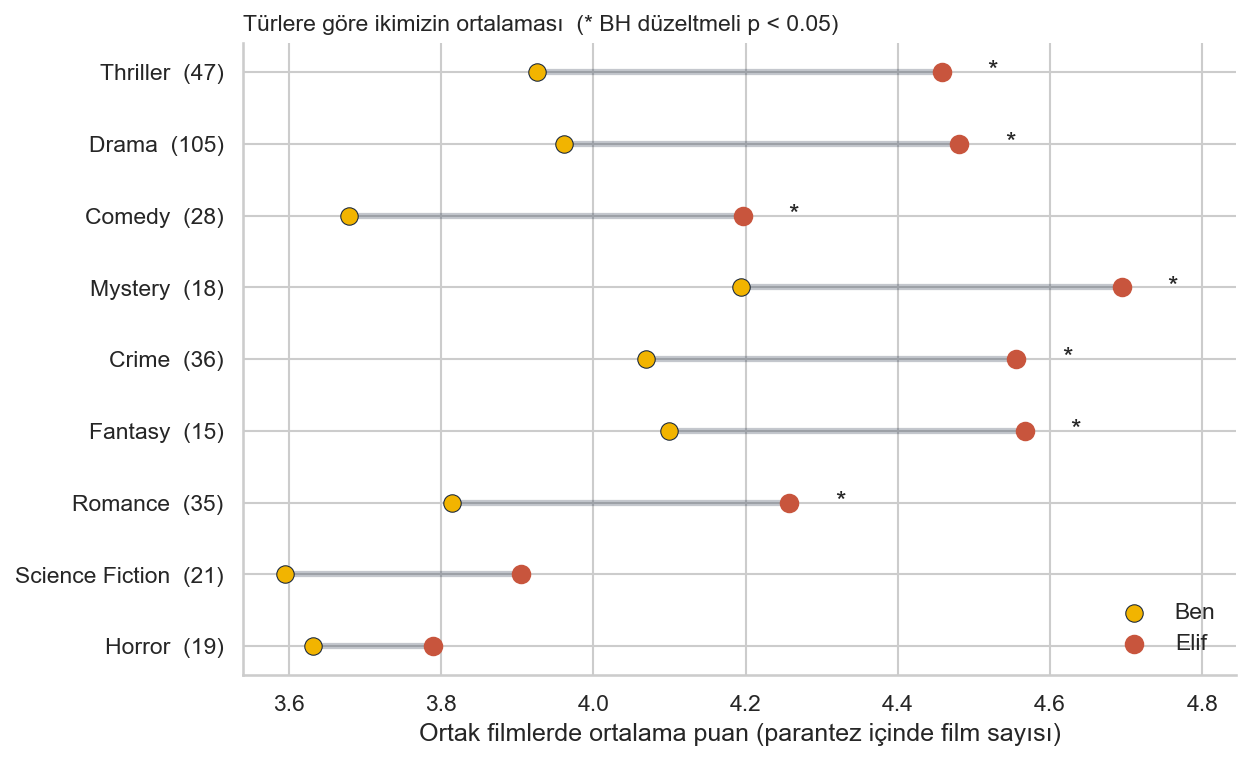 Türlere göre ikimizin ortalaması  (* BH düzeltmeli p < 0.05)
Thriller  (47)
*
Drama  (105)
*
Comedy  (28)
*
Mystery  (18)
*
Crime  (36)
*
Fantasy  (15)
*
Romance  (35)
*
Science Fiction  (21)
Horror  (19)
Ben
Elif
3.6 3.8 4.0 4.2 4.4 4.6 4.8
Ortak filmlerde ortalama puan (parantez içinde film sayısı)